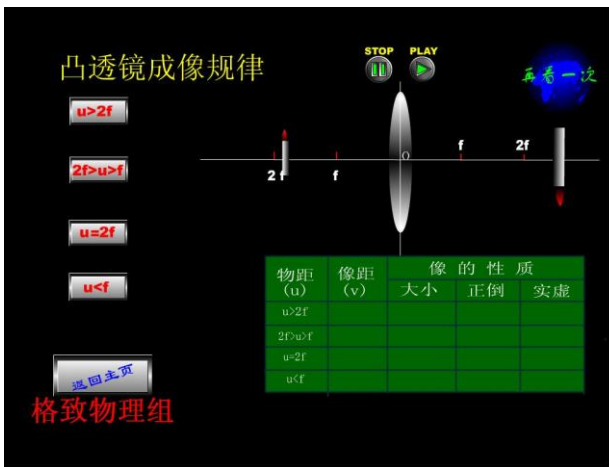 凸透镜成像规律
STOP PLAY
再看一次
u>2f
2f>u>f
u=2f
u<f
2f f O f 2f
物距 像距 像的性质
(u) (v) 大小 正倒 实虚
u>2f
2f>u>f
u=2f
u<f
返回主页
格致物理组